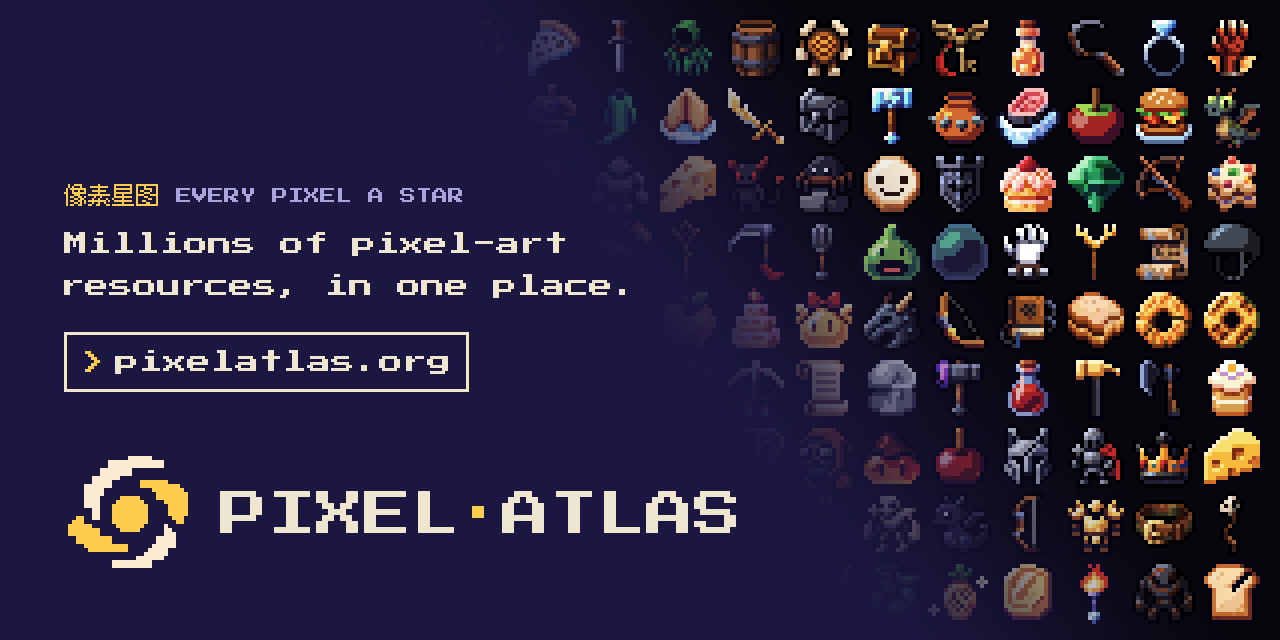 像素星图 EVERY PIXEL A STAR
Millions of pixel-art
resources, in one place.
> pixelatlas.org
PIXEL·ATLAS